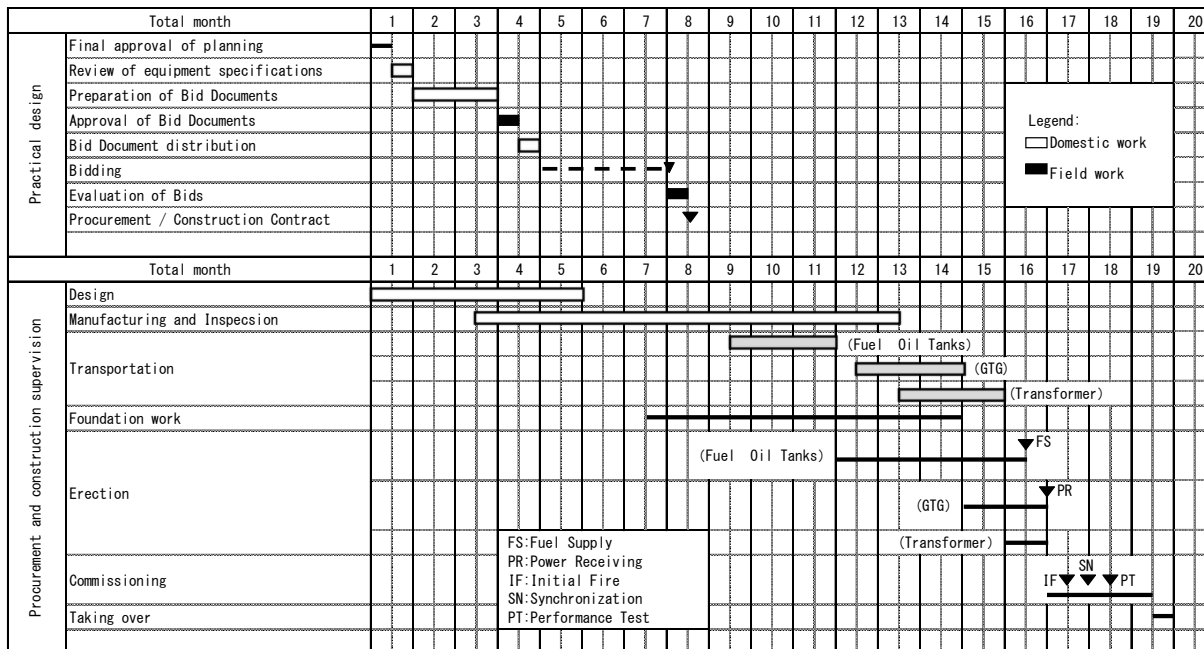 Total month 1 2 3 4 5 6 7 8 9 10 11 12 13 14 15 16 17 18 19 20
Practical design
Final approval of planning
Review of equipment specifications
Preparation of Bid Documents
Approval of Bid Documents
Bid Document distribution
Bidding
Evaluation of Bids
Procurement / Construction Contract
Legend:
Domestic work
Field work
Total month 1 2 3 4 5 6 7 8 9 10 11 12 13 14 15 16 17 18 19 20
Procurement and construction supervision
Design
Manufacturing and Inspecsion
Transportation
(Fuel Oil Tanks)
(GTG)
(Transformer)
Foundation work
Erection
(Fuel Oil Tanks) FS
(GTG) PR
(Transformer)
Commissioning
IF SN PT
Taking over
FS:Fuel Supply
PR:Power Receiving
IF:Initial Fire
SN:Synchronization
PT:Performance Test